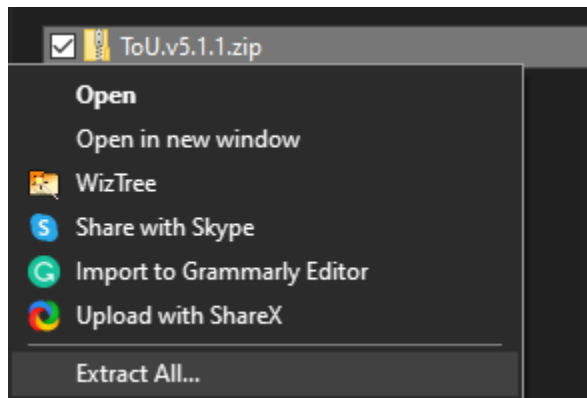 ToU.v5.1.1.zip
Open
Open in new window
WizTree
Share with Skype
Import to Grammarly Editor
Upload with ShareX
Extract All...